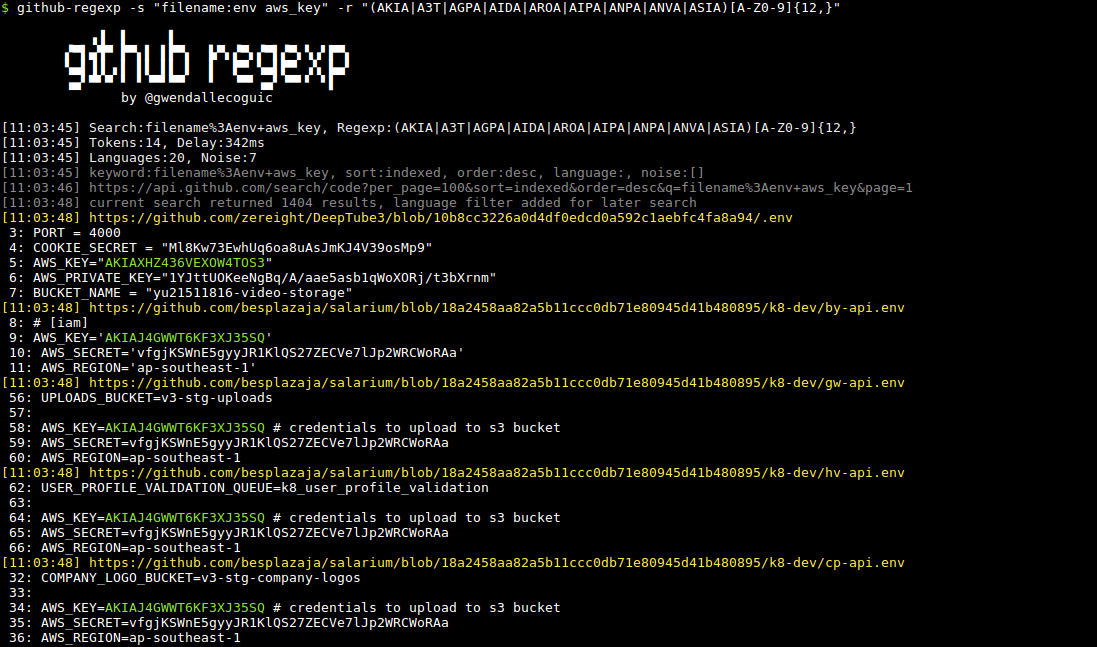 $ github-regexp -s "filename:env aws_key" -r "(AKIA|A3T|AGPA|AIDA|AROA|AIPA|ANPA|ANVA|ASIA)[A-Z0-9]{12,}"
github regexp
by @gwendallecoguic
[11:03:45] Search:filename%3Aenv+aws_key, Regexp:(AKIA|A3T|AGPA|AIDA|AROA|AIPA|ANPA|ANVA|ASIA)[A-Z0-9]{12,}
[11:03:45] Tokens:14, Delay:342ms
[11:03:45] Languages:20, Noise:7
[11:03:45] keyword:filename%3Aenv+aws_key, sort:indexed, order:desc, language:, noise:[]
[11:03:46] https://api.github.com/search/code?per_page=100&sort=indexed&order=desc&q=filename%3Aenv+aws_key&page=1
[11:03:48] current search returned 1404 results, language filter added for later search
[11:03:48] https://github.com/zereight/DeepTube3/blob/10b8cc3226a0d4df0edcd0a592c1aebfc4fa8a94/.env
3: PORT = 4000
4: COOKIE_SECRET = "Ml8Kw73EwhUq6oa8uAsJmKJ4V39osMp9"
5: AWS_KEY="AKIAXHZ436VEXOW4TOS3"
6: AWS_PRIVATE_KEY="1YJttUOKeeNgBq/A/aae5asb1qWoXORj/t3bXrnm"
7: BUCKET_NAME = "yu21511816-video-storage"
[11:03:48] https://github.com/besplazaja/salarium/blob/18a2458aa82a5b11ccc0db71e80945d41b480895/k8-dev/by-api.env
8: # [iam]
9: AWS_KEY='AKIAJ4GWWT6KF3XJ35SQ'
10: AWS_SECRET='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'
11: AWS_REGION='ap-southeast-1'
[11:03:48] https://github.com/besplazaja/salarium/blob/18a2458aa82a5b11ccc0db71e80945d41b480895/k8-dev/gw-api.env
56: UPLOADS_BUCKET=v3-stg-uploads
57:
58: AWS_KEY=AKIAJ4GWWT6KF3XJ35SQ # credentials to upload to s3 bucket
59: AWS_SECRET=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
60: AWS_REGION=ap-southeast-1
[11:03:48] https://github.com/besplazaja/salarium/blob/18a2458aa82a5b11ccc0db71e80945d41b480895/k8-dev/hv-api.env
62: USER_PROFILE_VALIDATION_QUEUE=k8_user_profile_validation
63:
64: AWS_KEY=AKIAJ4GWWT6KF3XJ35SQ # credentials to upload to s3 bucket
65: AWS_SECRET=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
66: AWS_REGION=ap-southeast-1
[11:03:48] https://github.com/besplazaja/salarium/blob/18a2458aa82a5b11ccc0db71e80945d41b480895/k8-dev/cp-api.env
32: COMPANY_LOGO_BUCKET=v3-stg-company-logos
33:
34: AWS_KEY=AKIAJ4GWWT6KF3XJ35SQ # credentials to upload to s3 bucket
35: AWS_SECRET=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
36: AWS_REGION=ap-southeast-1